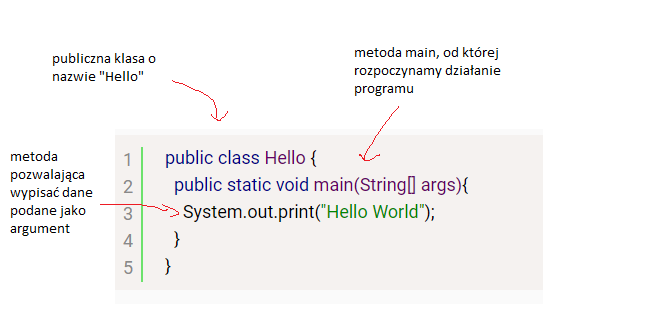 publiczna klasa o
nazwie "Hello"
metoda main, od której
rozpoczynamy działanie
programu
metoda
pozwalająca
wypisać dane
podane jako
argument
1 public class Hello {
2 public static void main(String[] args){
3 System.out.print("Hello World");
4 }
5 }